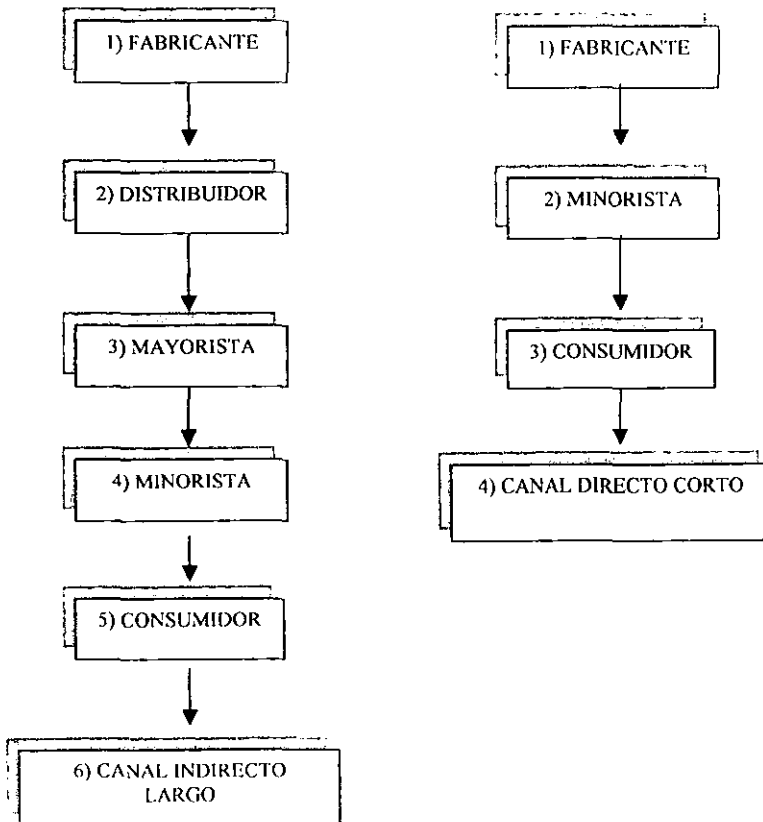 1) FABRICANTE
2) DISTRIBUIDOR
3) MAYORISTA
4) MINORISTA
5) CONSUMIDOR
6) CANAL INDIRECTO
LARGO
1) FABRICANTE
2) MINORISTA
3) CONSUMIDOR
4) CANAL DIRECTO CORTO